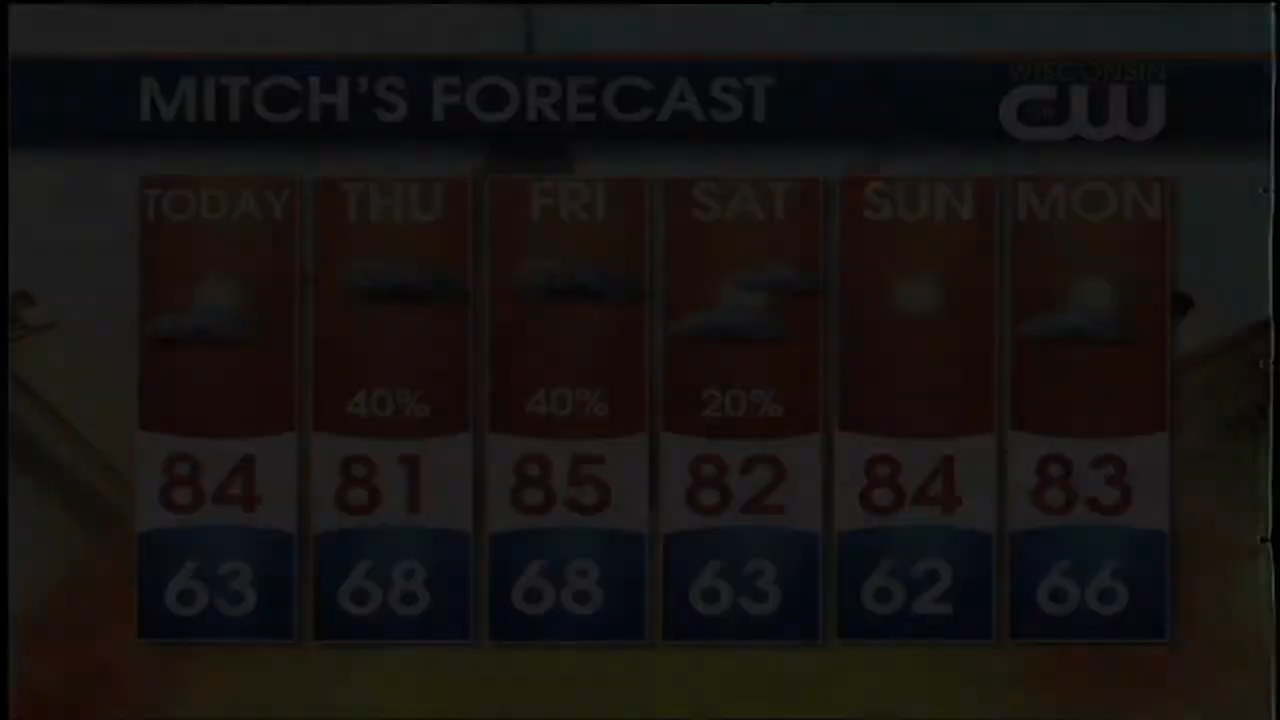 WISCONSIN
MITCH'S FORECAST
CW
TODAY THU FRI SAT SUN MON
40% 40% 20%
84 81 85 82 84 83
63 68 68 63 62 66